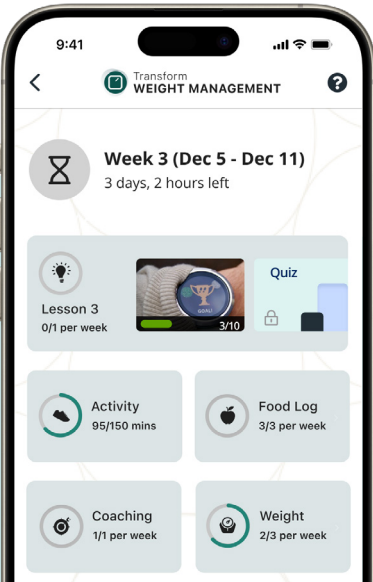 9:41
Transform
WEIGHT MANAGEMENT
?
Week 3 (Dec 5 - Dec 11)
3 days, 2 hours left
Lesson 3
0/1 per week
GOAL!
3/10
Quiz
Activity
95/150 mins
Food Log
3/3 per week
Coaching
1/1 per week
Weight
2/3 per week